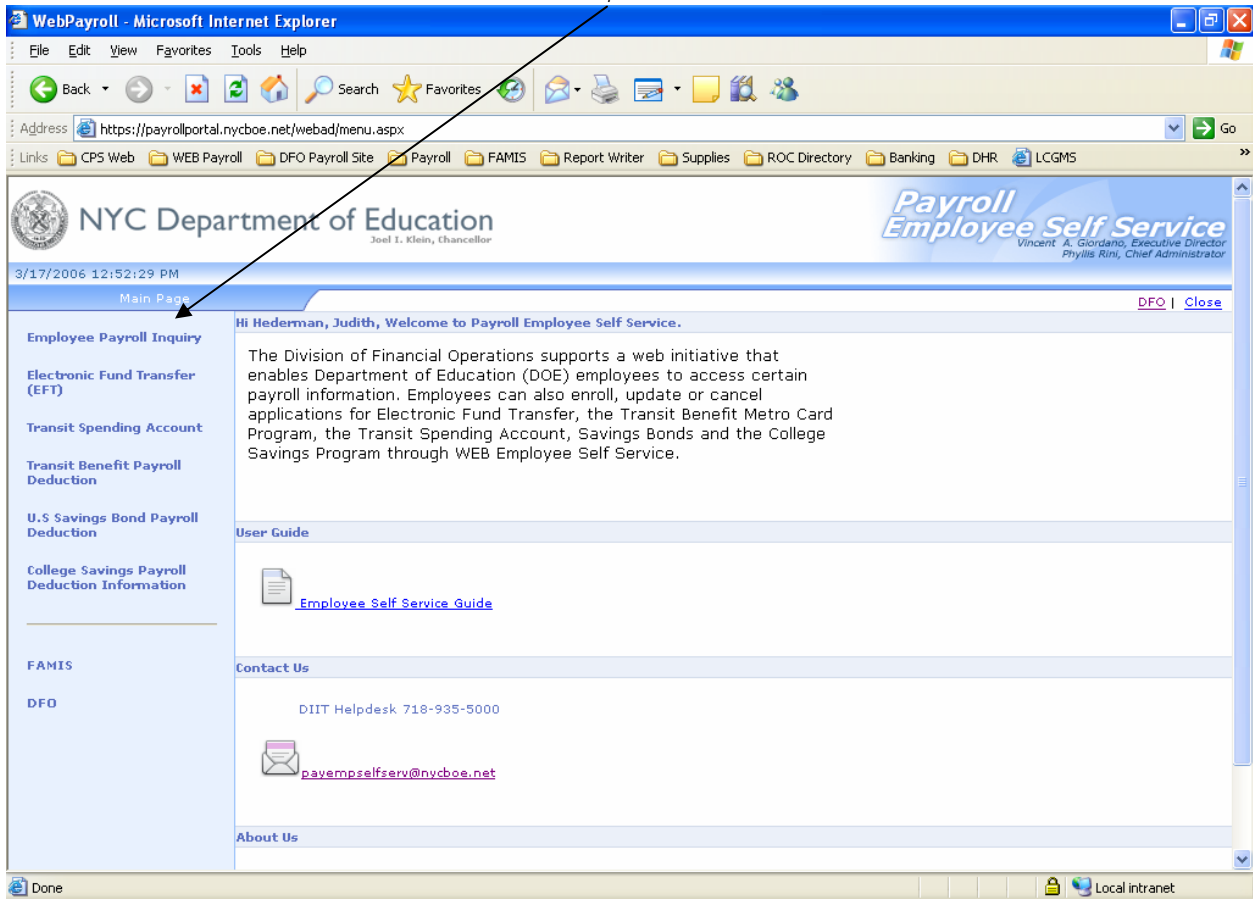 WebPayroll - Microsoft Internet Explorer
File Edit View Favorites Tools Help
Back Search Favorites
Address https://payrollportal.nycboe.net/webad/menu.aspx Go
Links CPS Web WEB Payroll DFO Payroll Site Payroll FAMIS Report Writer Supplies ROC Directory Banking DHR LCGMS »
NYC Department of Education
Joel I. Klein, Chancellor
Payroll
Employee Self Service
Vincent A. Giordano, Executive Director
Phyllis Rini, Chief Administrator
3/17/2006 12:52:29 PM
Main Page
DFO | Close
Employee Payroll Inquiry
Electronic Fund Transfer
(EFT)
Transit Spending Account
Transit Benefit Payroll
Deduction
U.S Savings Bond Payroll
Deduction
College Savings Payroll
Deduction Information
FAMIS
DFO
Hi Hederman, Judith, Welcome to Payroll Employee Self Service.
The Division of Financial Operations supports a web initiative that
enables Department of Education (DOE) employees to access certain
payroll information. Employees can also enroll, update or cancel
applications for Electronic Fund Transfer, the Transit Benefit Metro Card
Program, the Transit Spending Account, Savings Bonds and the College
Savings Program through WEB Employee Self Service.
User Guide
Employee Self Service Guide
Contact Us
DIIT Helpdesk 718-935-5000
payempselfserv@nycboe.net
About Us
Done Local intranet